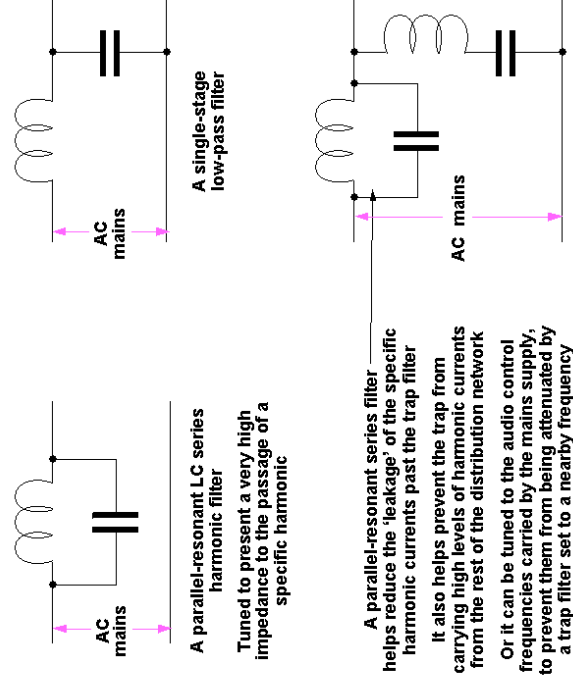 AC
mains
A parallel-resonant LC series
harmonic filter
Tuned to present a very high
impedance to the passage of a
specific harmonic
AC
mains
A single-stage
low-pass filter
A parallel-resonant series filter
helps reduce the ‘leakage’ of the specific
harmonic currents past the trap filter
It also helps prevent the trap from
carrying high levels of harmonic currents
from the rest of the distribution network
Or it can be tuned to the audio control
frequencies carried by the mains supply,
to prevent them from being attenuated by
a trap filter set to a nearby frequency
AC mains